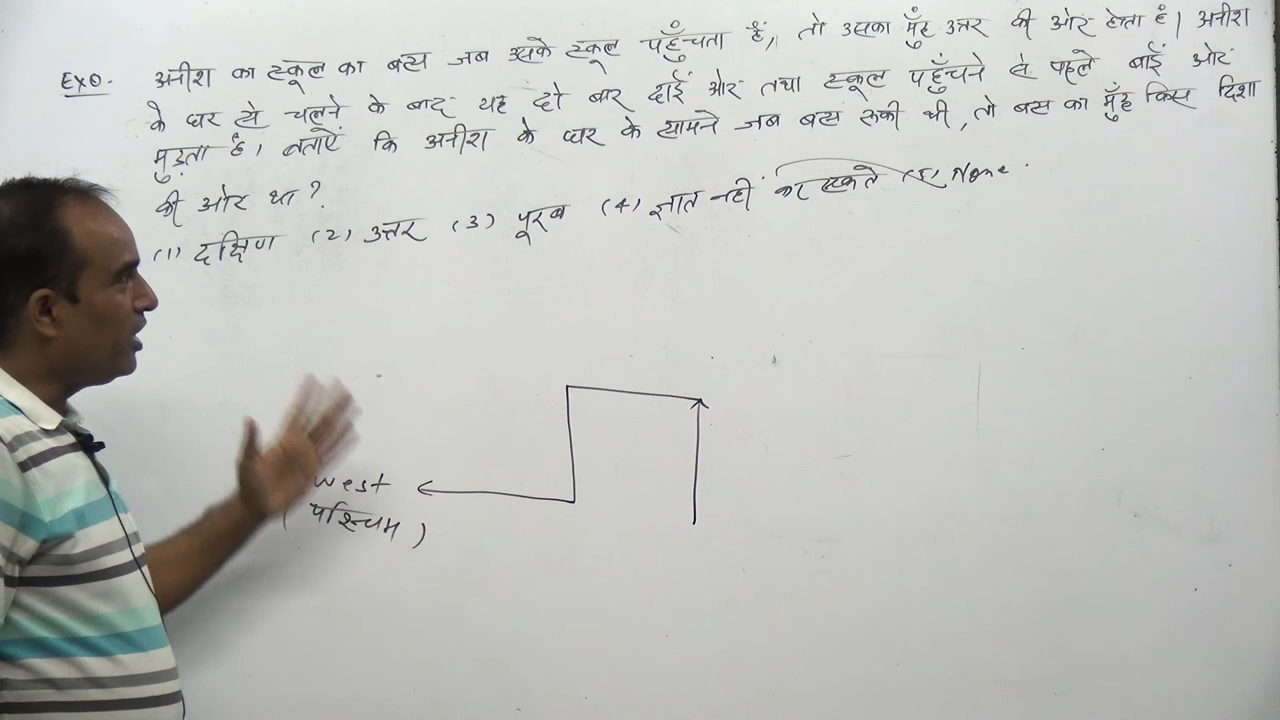 Exo. अनीश का स्कूल का बस जब उसके स्कूल पहुँचता है, तो उसका मुँह उत्तर की ओर होता है। अनीश
के घर से चलने के बाद यह दो बार दाईं ओर तथा स्कूल पहुँचने से पहले बाईं ओर
मुड़ता है, बताएँ कि अनीश के घर के सामने जब बस रुकी थी, तो बस का मुँह किस दिशा
की ओर था?
(1) दक्षिण (2) उत्तर (3) पूरब (4) ज्ञात नहीं कर सकते (5) None.
west
(पश्चिम)